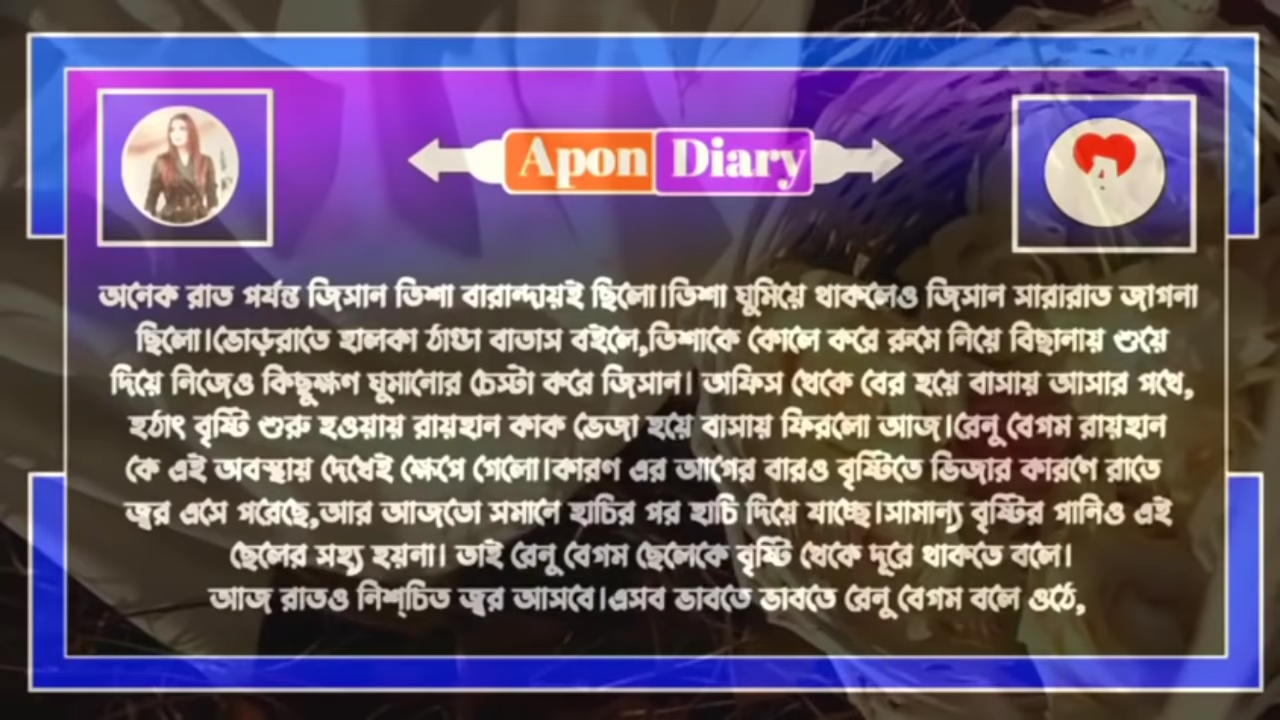 Apon Diary
অনেক রাত পর্যন্ত জিসান তিশা বারান্দায়ই ছিলো।তিশা ঘুমিয়ে থাকলেও জিসান সারারাত জাগনা
ছিলো।ভোড়রাতে হালকা ঠাণ্ডা বাতাস বইলে,তিশাকে কোলে করে রুমে নিয়ে বিছানায় শুয়ে
দিয়ে নিজেও কিছুক্ষণ ঘুমানোর চেস্টা করে জিসান। অফিস থেকে বের হয়ে বাসায় আসার পথে,
হঠাৎ বৃষ্টি শুরু হওয়ায় রায়হান কাক ভেজা হয়ে বাসায় ফিরলো আজ।রেনু বেগম রায়হান
কে এই অবস্থায় দেখেই ক্ষেপে গেলো।কারণ এর আগের বারও বৃষ্টিতে ভিজার কারণে রাতে
জ্বর এসে পরেছে,আর আজতো সমানে হাচির পর হাচি দিয়ে যাচ্ছে।সামান্য বৃষ্টির পানিও এই
ছেলের সহ্য হয়না। তাই রেনু বেগম ছেলেকে বৃষ্টি থেকে দূরে থাকতে বলে।
আজ রাতও নিশ্চিত জ্বর আসবে।এসব ভাবতে ভাবতে রেনু বেগম বলে ওঠে,